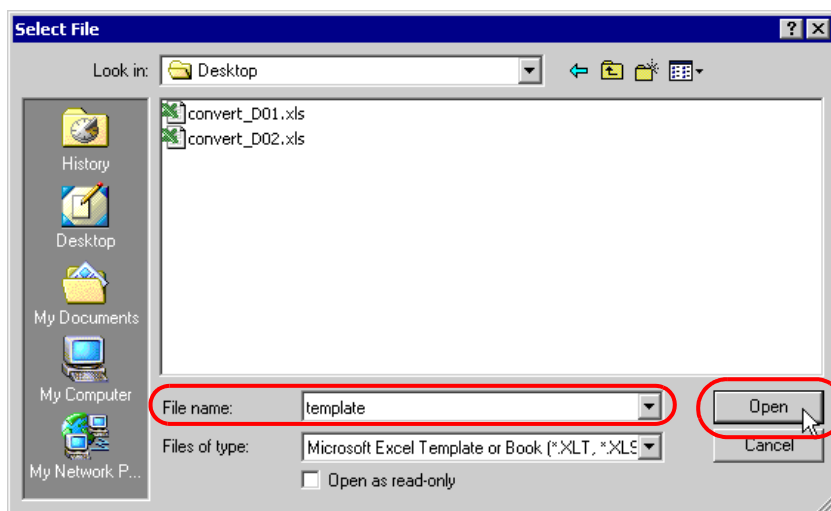 Select File
Look in: Desktop
convert_D01.xls
convert_D02.xls
History
Desktop
My Documents
My Computer
My Network P...
File name: template
Open
Files of type: Microsoft Excel Template or Book (*.XLT, *.XLS
Cancel
Open as read-only